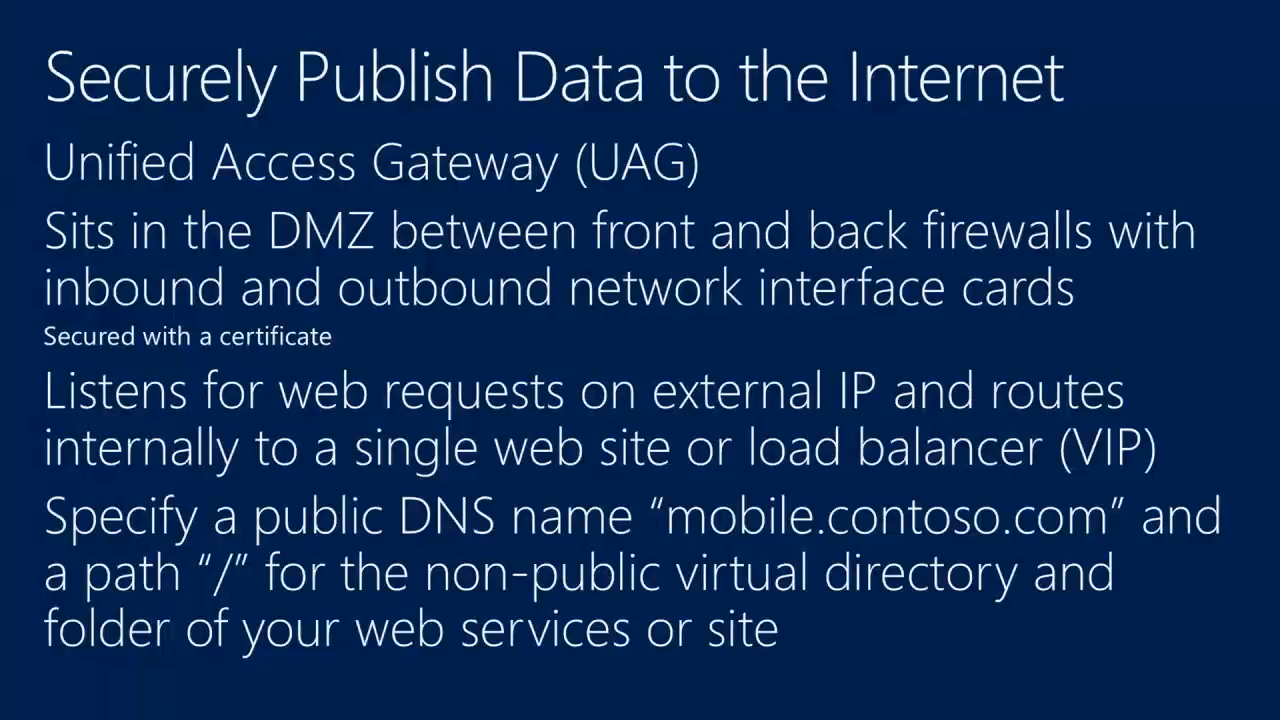 Securely Publish Data to the Internet
Unified Access Gateway (UAG)
Sits in the DMZ between front and back firewalls with
inbound and outbound network interface cards
Secured with a certificate
Listens for web requests on external IP and routes
internally to a single web site or load balancer (VIP)
Specify a public DNS name “mobile.contoso.com” and
a path “/” for the non-public virtual directory and
folder of your web services or site